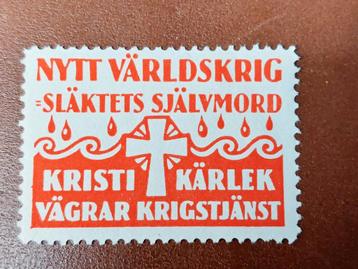 NYTT VÄRLDSKRIG
=SLÄKTETS SJÄLVMORD
KRISTI KÄRLEK
VÄGRAR KRIGSTJÄNST